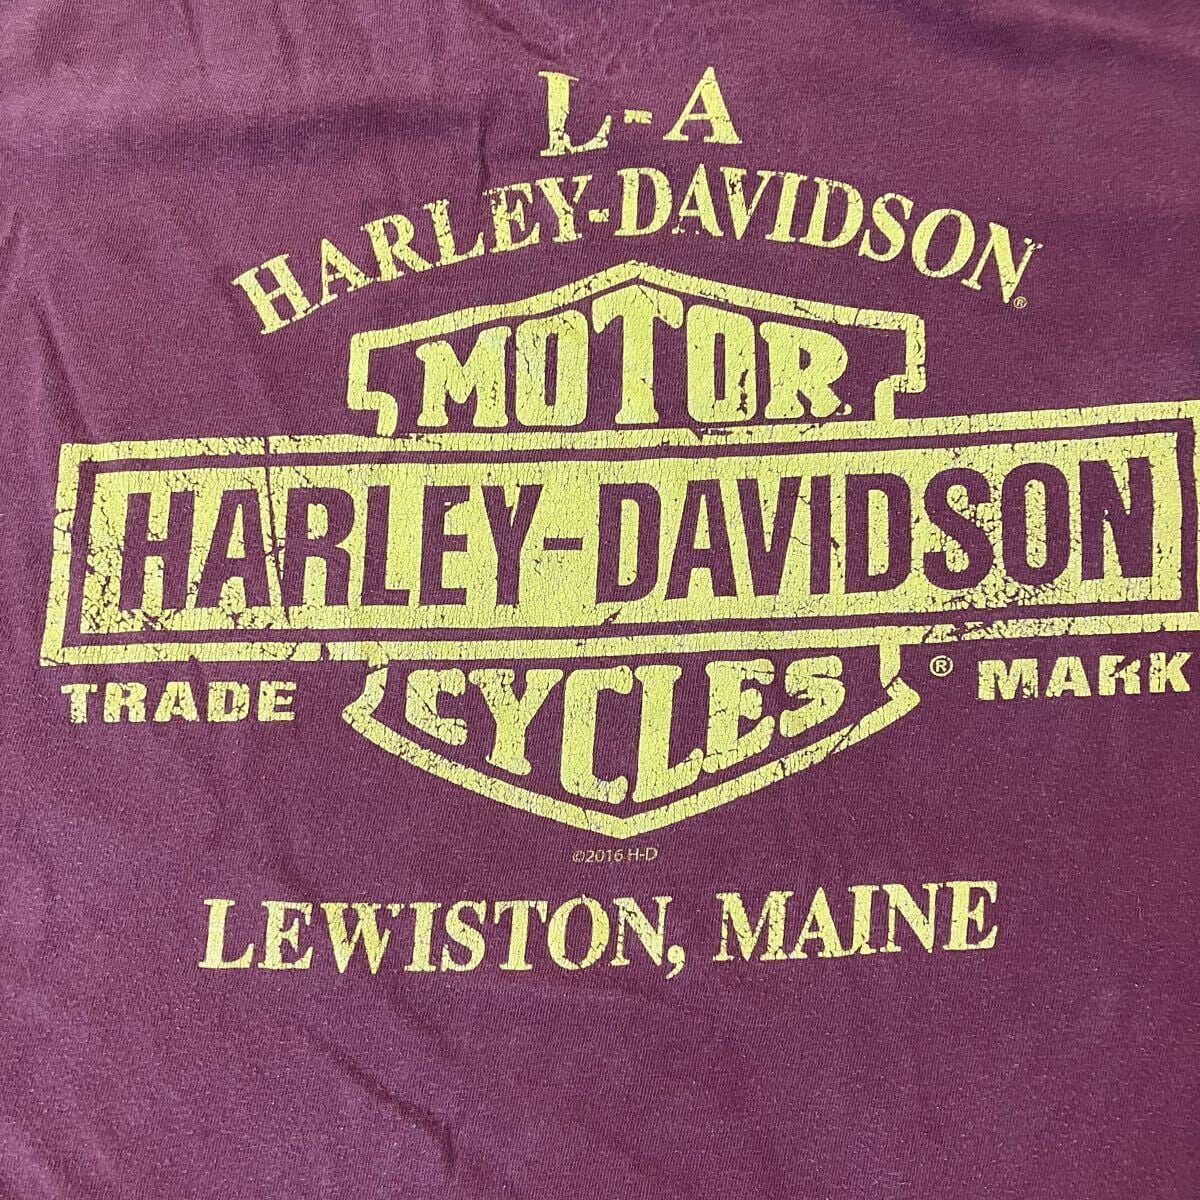 L-A
HARLEY-DAVIDSON®
MOTOR
HARLEY-DAVIDSON
TRADE CYCLES ® MARK
©2016 H-D
LEWISTON, MAINE